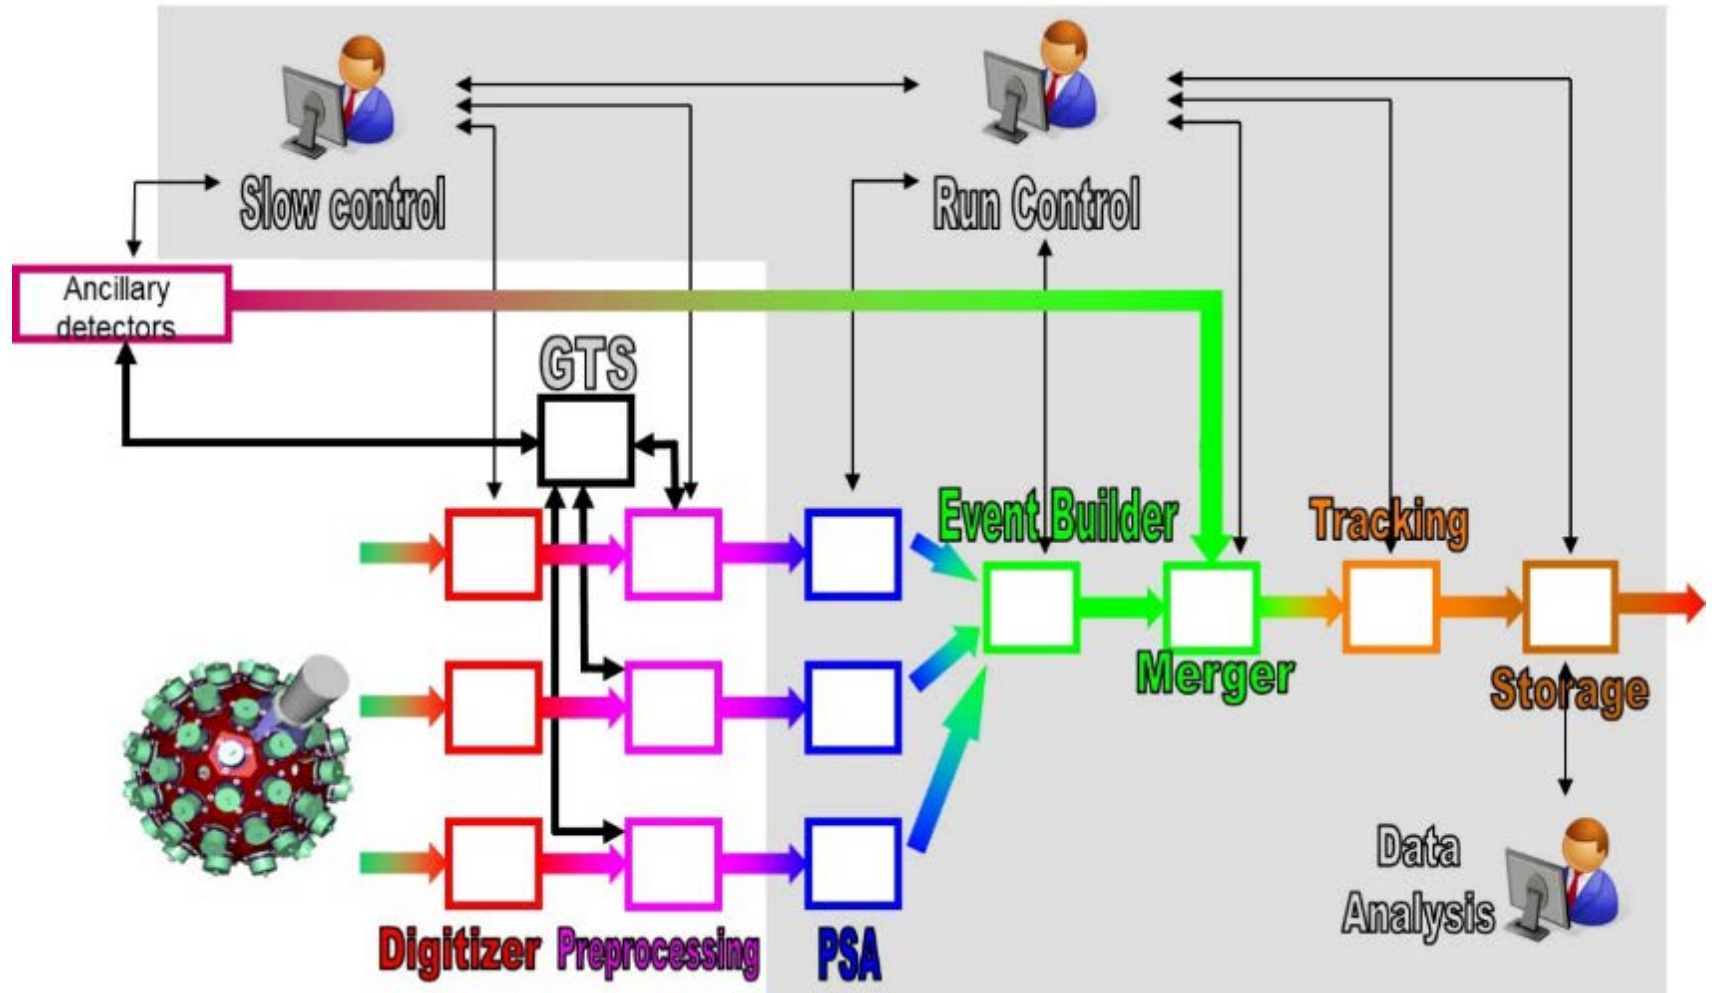 Slow control
Run Control
Ancillary
detectors
GTS
Event Builder
Tracking
Merger
Storage
Data
Analysis
Digitizer
Preprocessing
PSA